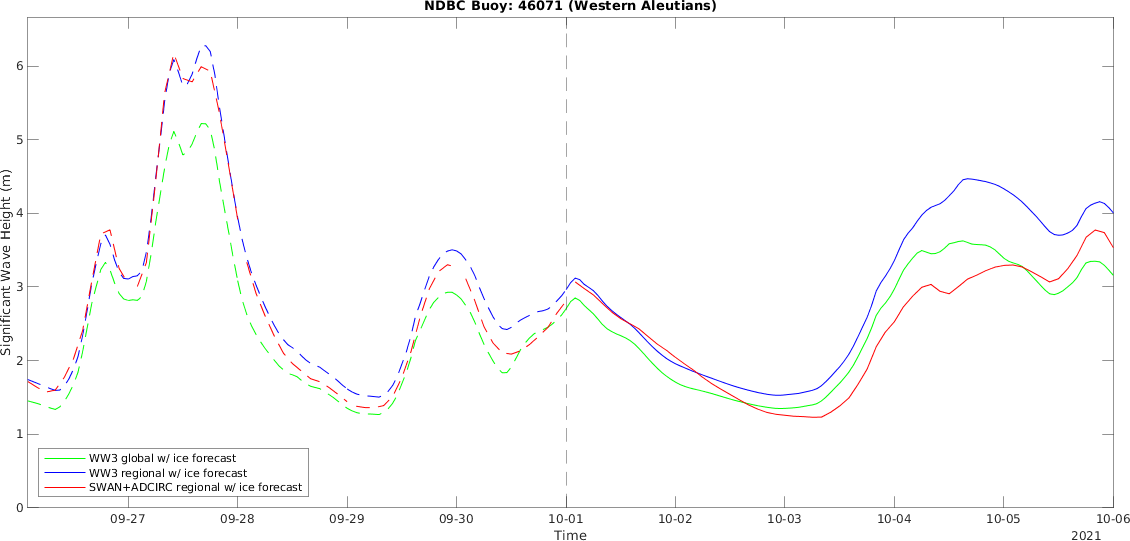 NDBC Buoy: 46071 (Western Aleutians)
Significant Wave Height (m)
6
5
4
3
2
1
0
WW3 global w/ ice forecast
WW3 regional w/ ice forecast
SWAN+ADCIRC regional w/ ice forecast
09-27 09-28 09-29 09-30 10-01 10-02 10-03 10-04 10-05 10-06
Time
2021